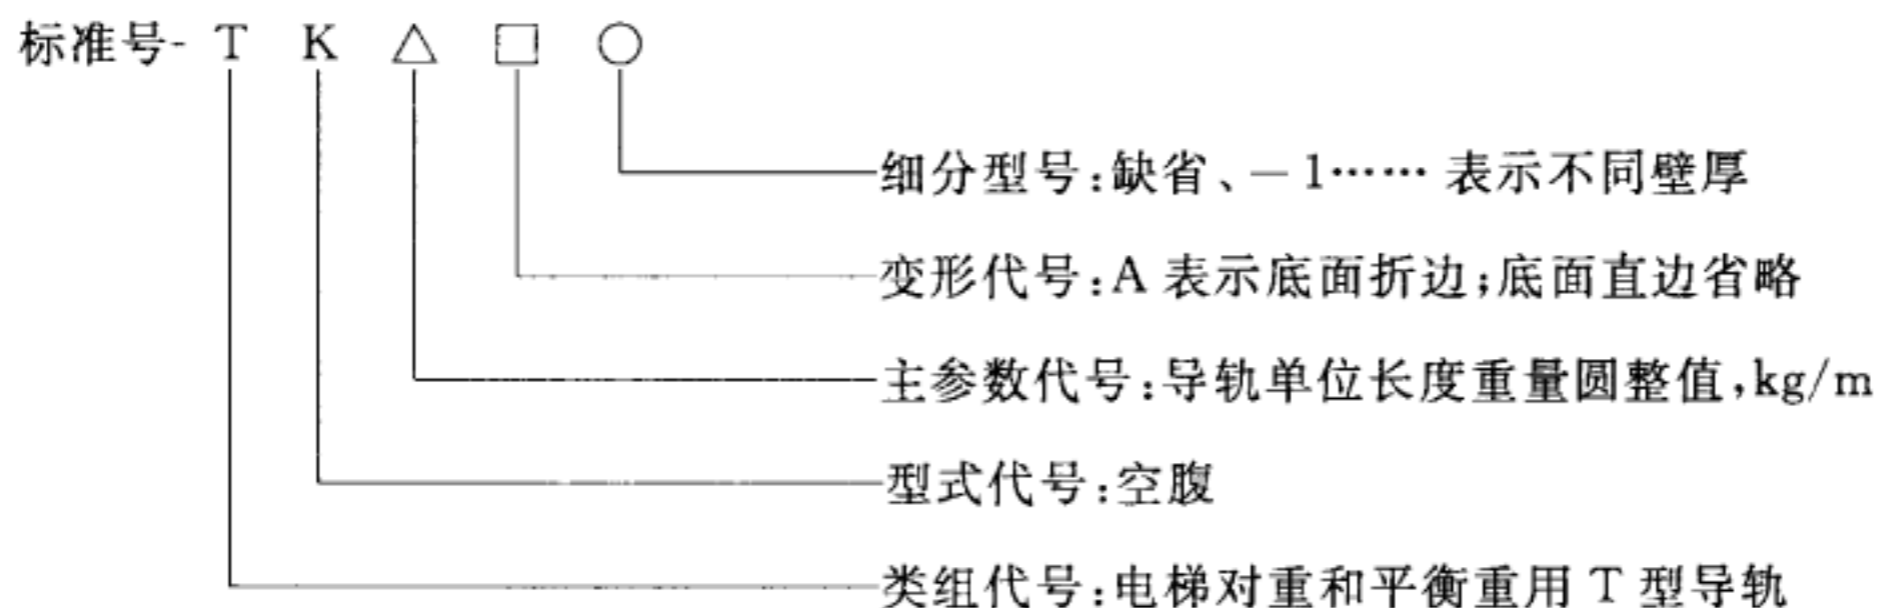 标准号- T K △ □ ○
细分型号:缺省、－1…… 表示不同壁厚
变形代号:A 表示底面折边;底面直边省略
主参数代号:导轨单位长度重量圆整值,kg/m
型式代号:空腹
类组代号:电梯对重和平衡重用 T 型导轨